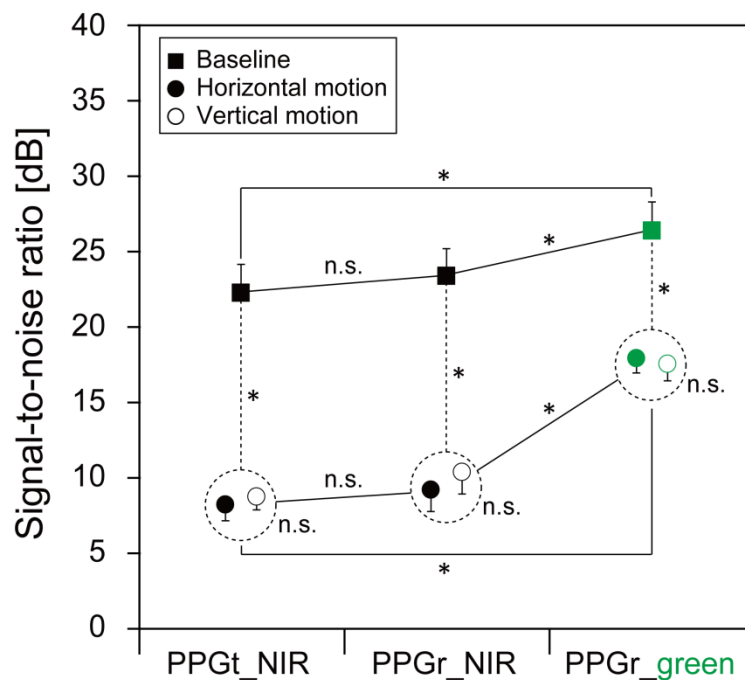 Signal-to-noise ratio [dB]
40
35
30
25
20
15
10
5
0
Baseline
Horizontal motion
Vertical motion
*
n.s.
*
*
*
*
*
n.s.
n.s.
n.s.
n.s.
*
PPGt_NIR
PPGr_NIR
PPGr_green